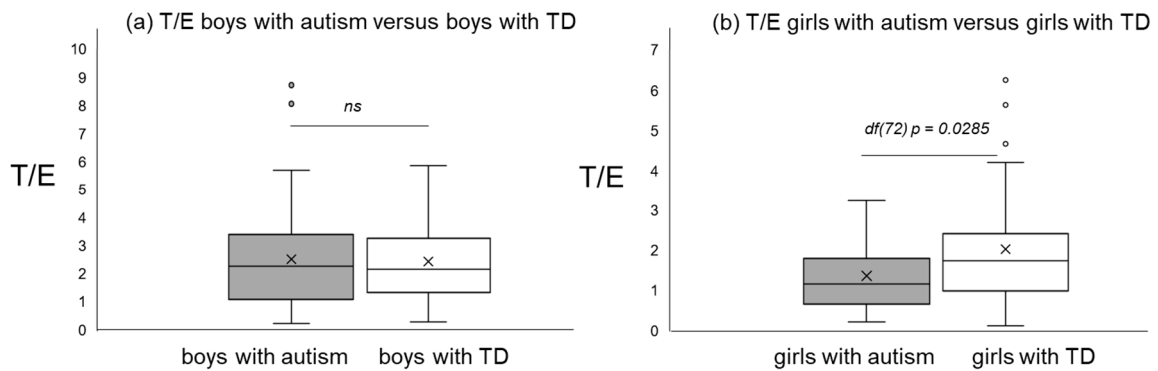 (a) T/E boys with autism versus boys with TD
10
9
8
7
6
5
4
3
2
1
0
T/E
ns
boys with autism
boys with TD
(b) T/E girls with autism versus girls with TD
7
6
5
4
3
2
1
0
T/E
df(72) p = 0.0285
girls with autism
girls with TD